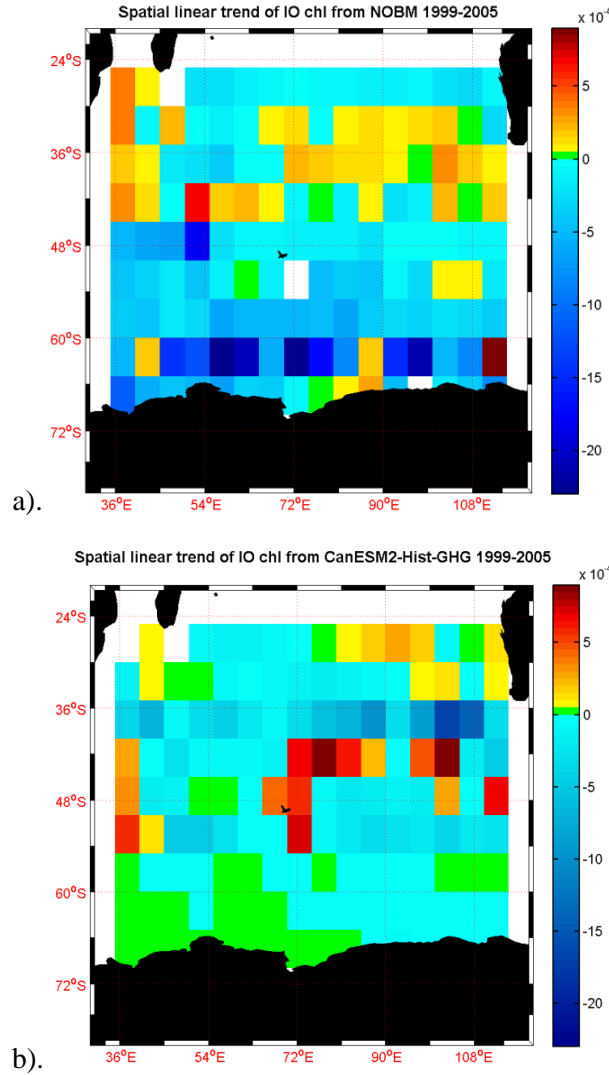 Spatial linear trend of IO chl from NOBM 1999-2005
x 10⁻⁴
24°S
36°S
48°S
60°S
72°S
5
0
-5
-10
-15
-20
36°E 54°E 72°E 90°E 108°E
a).
Spatial linear trend of IO chl from CanESM2-Hist-GHG 1999-2005
x 10⁻⁴
24°S
36°S
48°S
60°S
72°S
5
0
-5
-10
-15
-20
36°E 54°E 72°E 90°E 108°E
b).